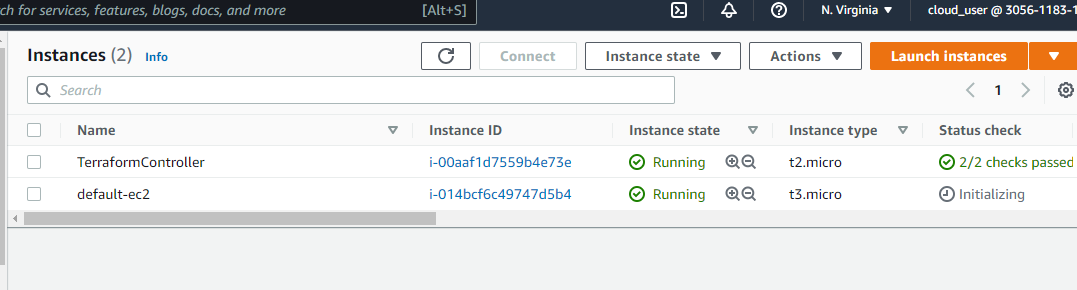 ch for services, features, blogs, docs, and more [Alt+S] N. Virginia ▼ cloud_user @ 3056-1183-1
Instances (2) Info Connect Instance state ▼ Actions ▼ Launch instances ▼
Search 1
Name Instance ID Instance state Instance type Status check
TerraformController i-00aaf1d7559b4e73e Running t2.micro 2/2 checks passed
default-ec2 i-014bcf6c49747d5b4 Running t3.micro Initializing